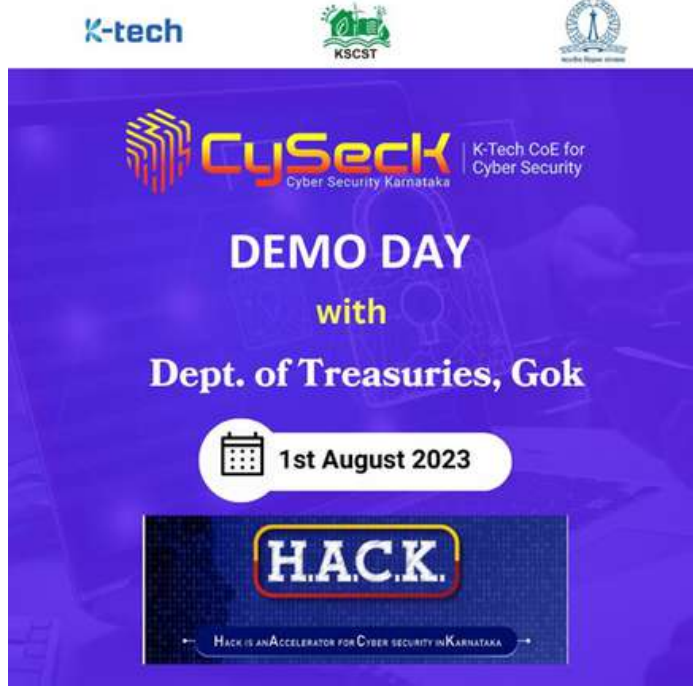 K-tech
KSCST
भारतीय विज्ञान संस्थान
CySecK
Cyber Security Karnataka
K-Tech CoE for
Cyber Security
DEMO DAY
with
Dept. of Treasuries, Gok
1st August 2023
H.A.C.K.
HACK IS AN ACCELERATOR FOR CYBER SECURITY IN KARNATAKA